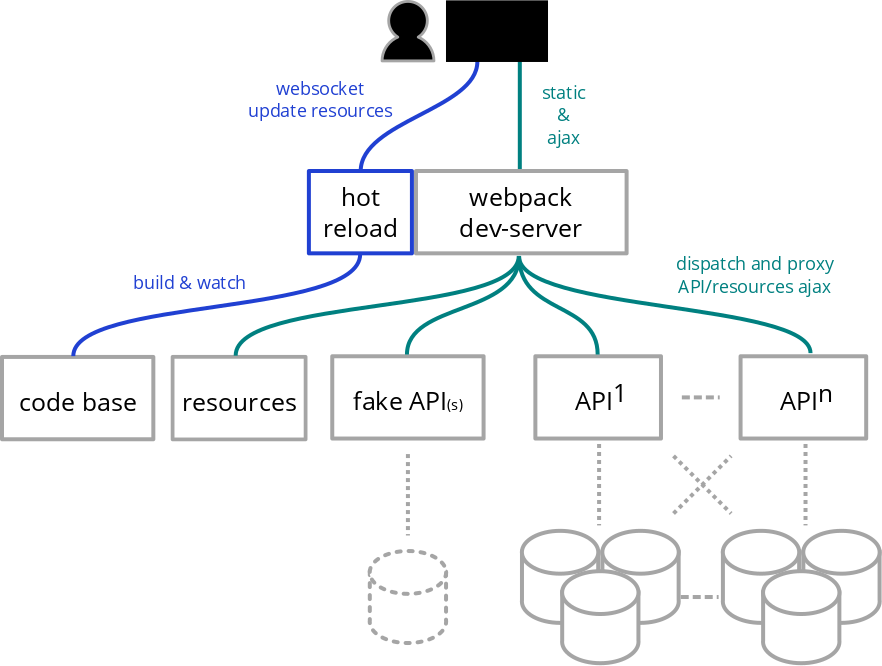 websocket
update resources
static
&
ajax
hot
reload
webpack
dev-server
build & watch
dispatch and proxy
API/resources ajax
code base
resources
fake API(s)
API1
APIn